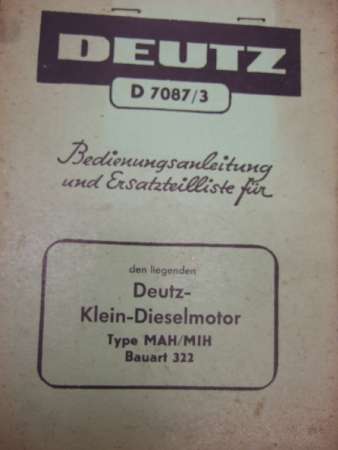 DEUTZ
D 7087/3
Bedienungsanleitung
und Ersatzteilliste für
den liegenden
Deutz-
Klein-Dieselmotor
Type MAH/MIH
Bauart 322